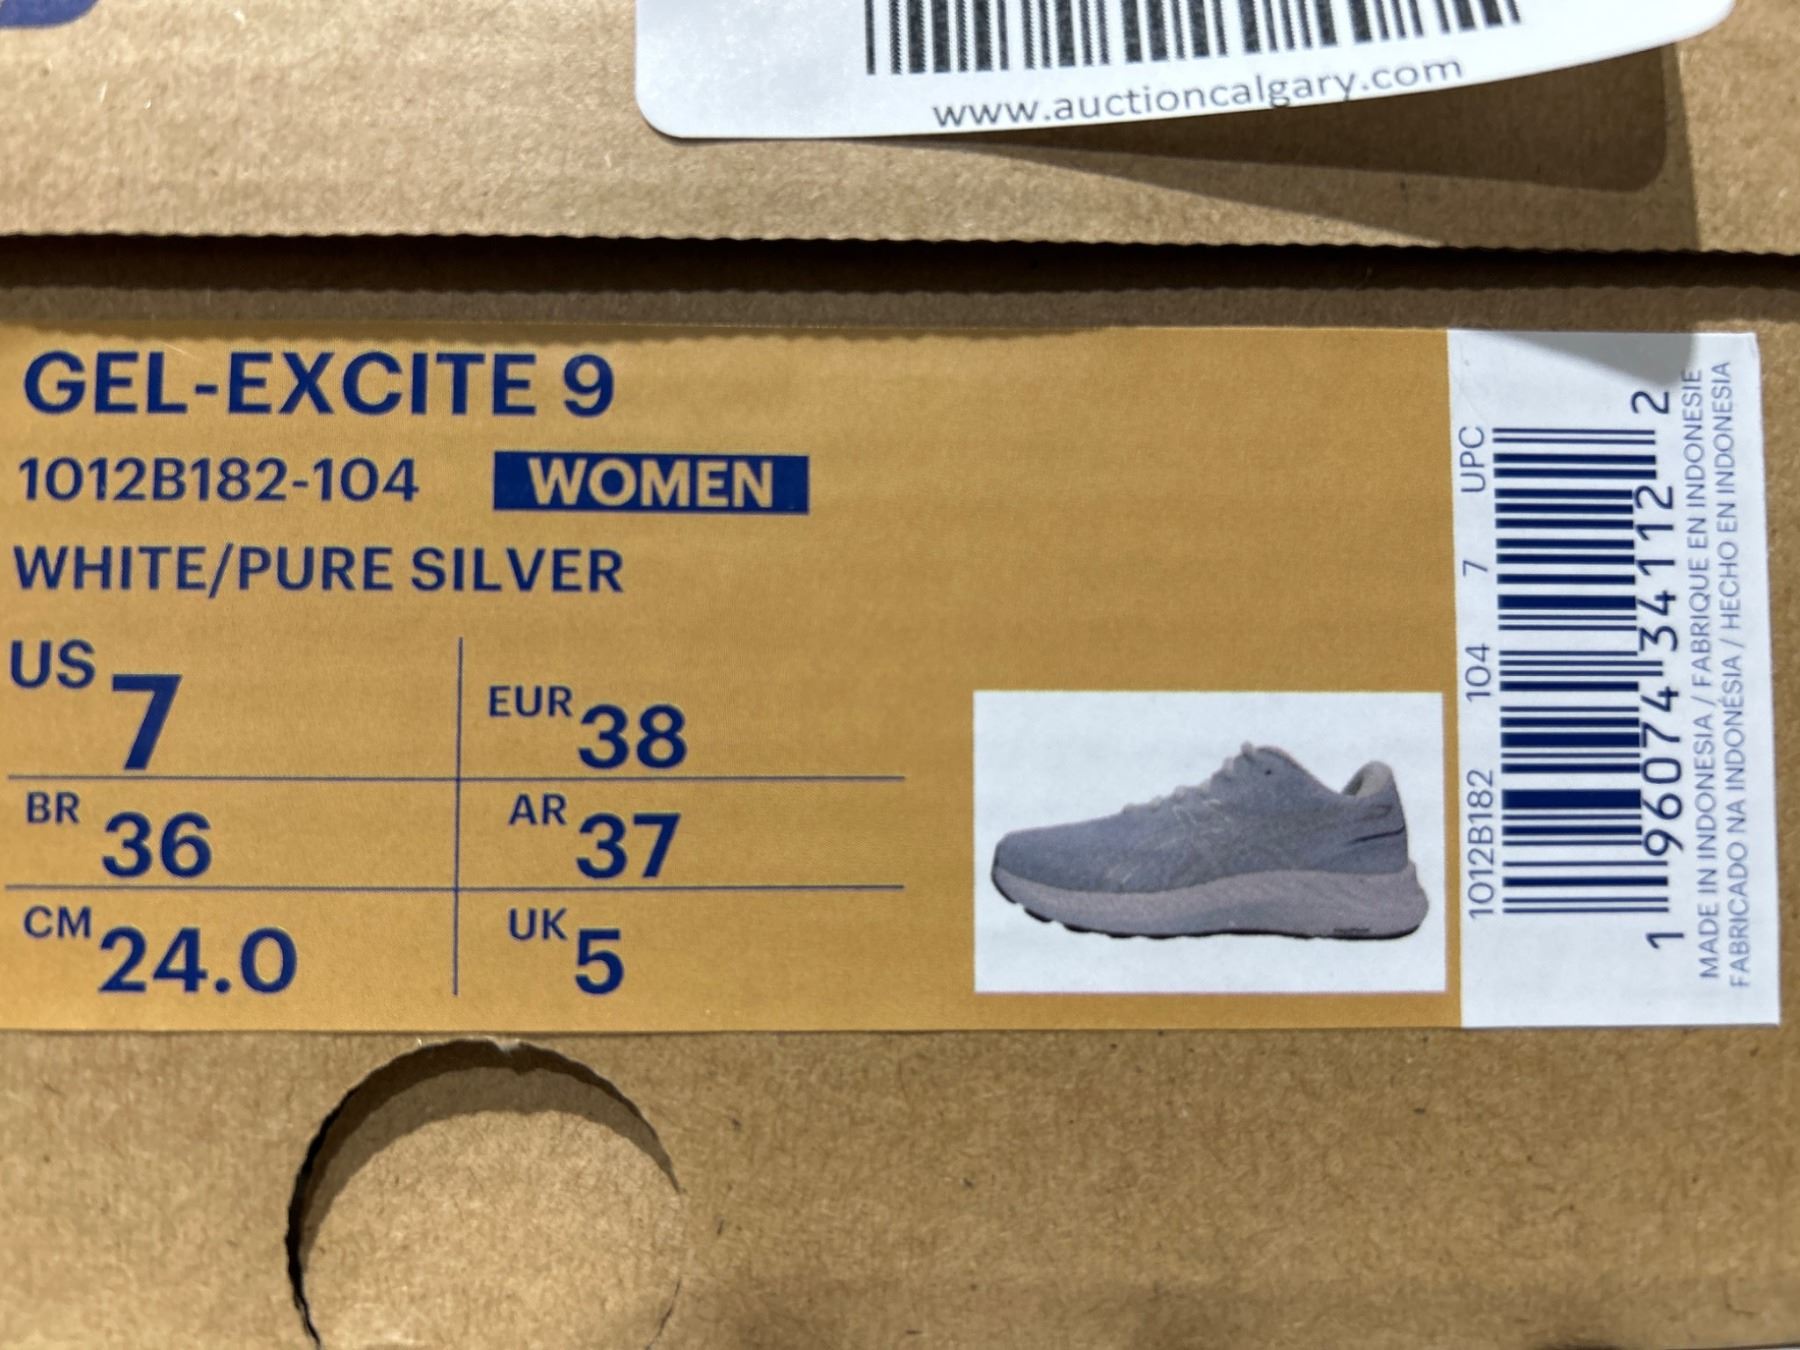 www.auctioncalgary.com
GEL-EXCITE 9
1012B182-104 WOMEN
WHITE/PURE SILVER
US 7
EUR 38
BR 36
AR 37
CM 24.0
UK 5
1012B182 104 7 UPC
1 96074 34112 2
MADE IN INDONESIA / FABRIQUE EN INDONESIE
FABRICADO NA INDONÉSIA / HECHO EN INDONESIA